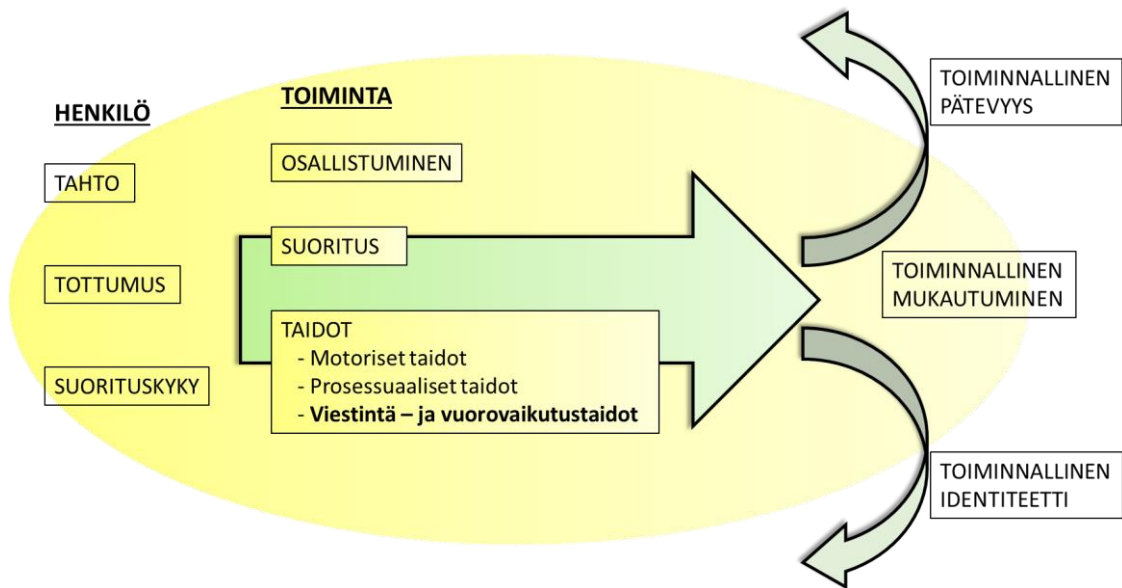 HENKILÖ
TAHTO
TOTTUMUS
SUORITUSKYKY
TOIMINTA
OSALLISTUMINEN
SUORITUS
TAIDOT
- Motoriset taidot
- Prosessuaaliset taidot
- Viestintä – ja vuorovaikutustaidot
TOIMINNALLINEN
PÄTEVYYS
TOIMINNALLINEN
MUKAUTUMINEN
TOIMINNALLINEN
IDENTITEETTI